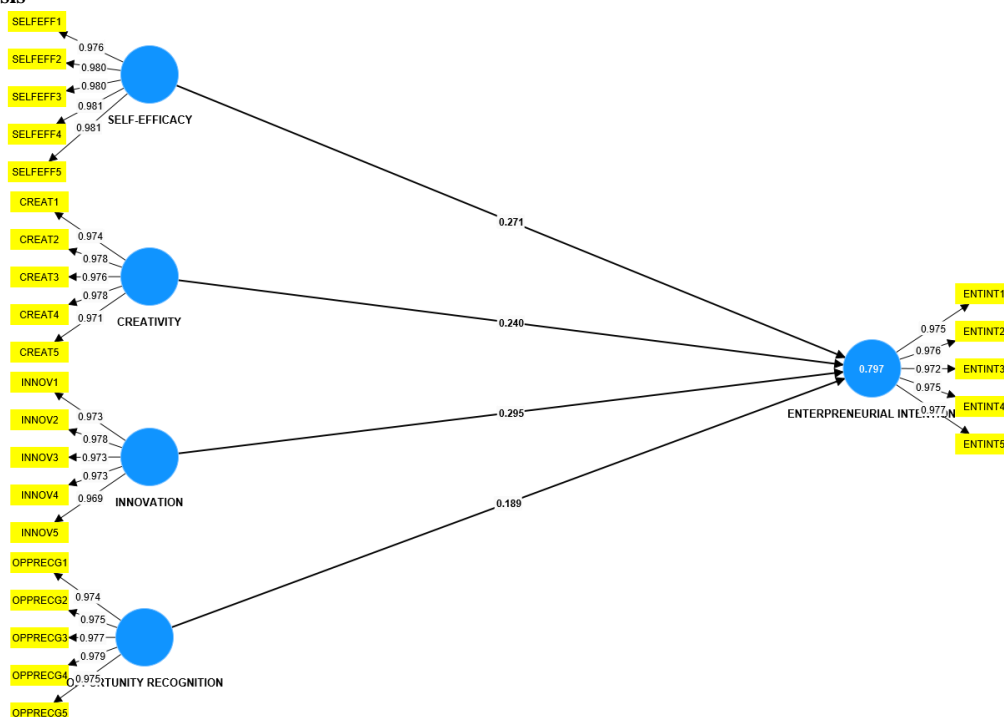 SELFEFF1
0.976
SELFEFF2
0.980
SELFEFF3
0.980
SELFEFF4
0.981
SELFEFF5
0.981
SELF-EFFICACY
0.271
CREAT1
0.974
CREAT2
0.978
CREAT3
0.976
CREAT4
0.978
CREAT5
0.971
CREATIVITY
0.240
INNOV1
0.973
INNOV2
0.978
INNOV3
0.973
INNOV4
0.973
INNOV5
0.969
INNOVATION
0.295
OPPRECG1
0.974
OPPRECG2
0.975
OPPRECG3
0.977
OPPRECG4
0.979
OPPRECG5
0.975
RECOGNITION
0.189
0.797
ENTERPRENEURIAL
ENTINT1
0.975
ENTINT2
0.976
ENTINT3
0.972
ENTINT4
0.975
ENTINT5
0.977